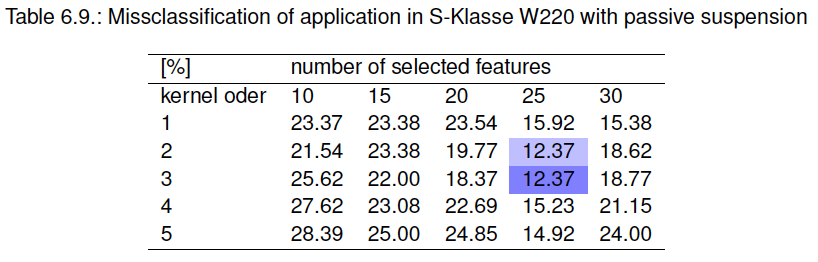 Table 6.9.: Missclassification of application in S-Klasse W220 with passive suspension
[%] number of selected features
kernel oder 10 15 20 25 30
1 23.37 23.38 23.54 15.92 15.38
2 21.54 23.38 19.77 12.37 18.62
3 25.62 22.00 18.37 12.37 18.77
4 27.62 23.08 22.69 15.23 21.15
5 28.39 25.00 24.85 14.92 24.00